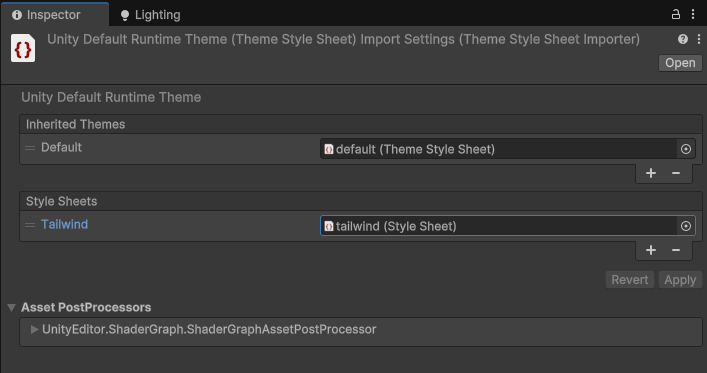 Inspector
Lighting
Unity Default Runtime Theme (Theme Style Sheet) Import Settings (Theme Style Sheet Importer)
Open
Unity Default Runtime Theme
Inherited Themes
Default
default (Theme Style Sheet)
Style Sheets
Tailwind
tailwind (Style Sheet)
Revert
Apply
Asset PostProcessors
UnityEditor.ShaderGraph.ShaderGraphAssetPostProcessor